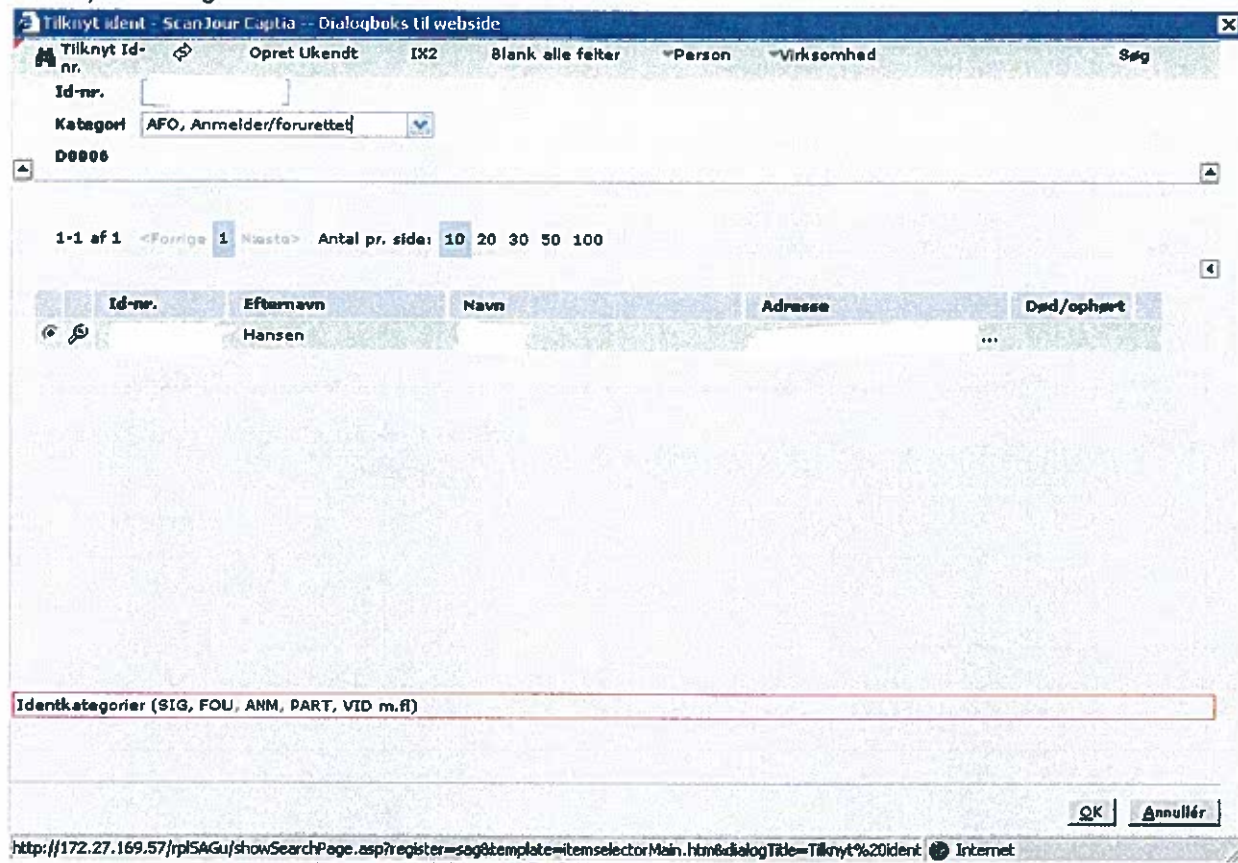 Tilknyt ident - ScanJour Captia -- Dialogboks til webside
Tilknyt Id-nr. Opret Ukendt IX2 Blank alle felter Person Virksomhed Søg
Id-nr.
Kategori AFO, Anmelder/forurettet
D0006
1-1 af 1 <Forrige 1 Næste> Antal pr. side: 10 20 30 50 100
Id-nr. Efternavn Navn Adresse Død/ophørt
Hansen ...
Identkategorier (SIG, FOU, ANM, PART, VID m.fl)
OK Annullér
http://172.27.169.57/rplSAGu/showSearchPage.asp?register=sag&template=itemselectorMain.htm&dialogTitle=Tilknyt%20ident Internet